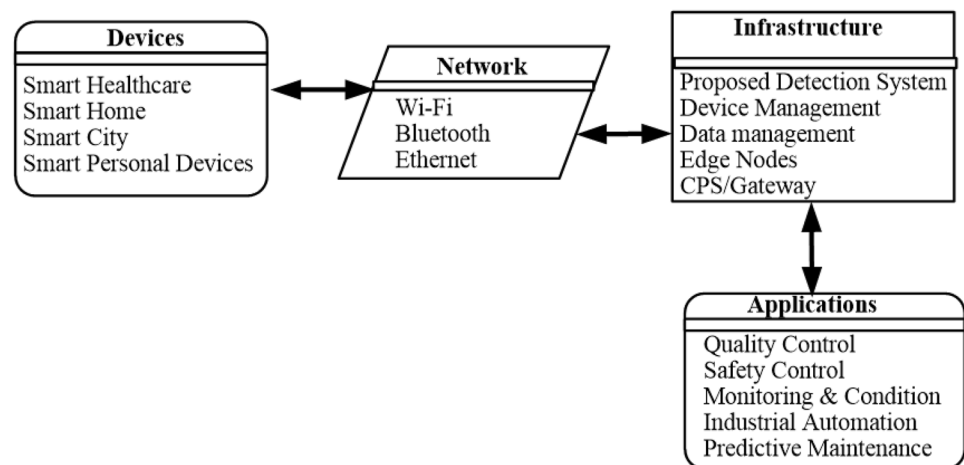 Devices
Smart Healthcare
Smart Home
Smart City
Smart Personal Devices
Network
Wi-Fi
Bluetooth
Ethernet
Infrastructure
Proposed Detection System
Device Management
Data management
Edge Nodes
CPS/Gateway
Applications
Quality Control
Safety Control
Monitoring & Condition
Industrial Automation
Predictive Maintenance